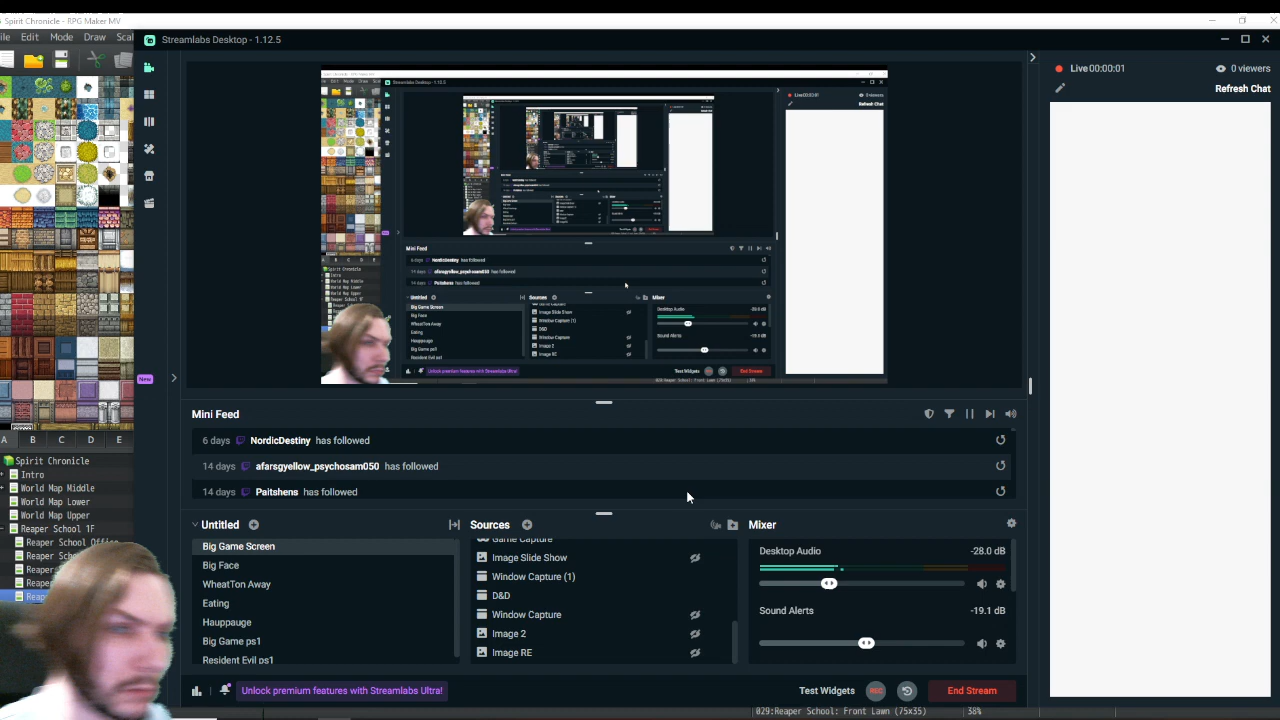 Spirit Chronicle - RPG Maker MV
Edit Mode Draw
Streamlabs Desktop - 1.12.5
Live 00:00:01
0 viewers
Refresh Chat
New
Mini Feed
6 days NordicDestiny has followed
14 days afarsgyellow_psychosam050 has followed
14 days Paitshens has followed
A B C D E
Spirit Chronicle
Intro
World Map Middle
World Map Lower
World Map Upper
Reaper School 1F
Reaper School Office
Untitled
Big Game Screen
Big Face
WheatTon Away
Eating
Hauppauge
Big Game ps1
Resident Evil ps1
Sources
Game Capture
Image Slide Show
Window Capture (1)
D&D
Window Capture
Image 2
Image RE
Mixer
Desktop Audio -28.0 dB
Sound Alerts -19.1 dB
Unlock premium features with Streamlabs Ultra!
Test Widgets
REC
End Stream
029:Reaper School: Front Lawn (75x35) 38%